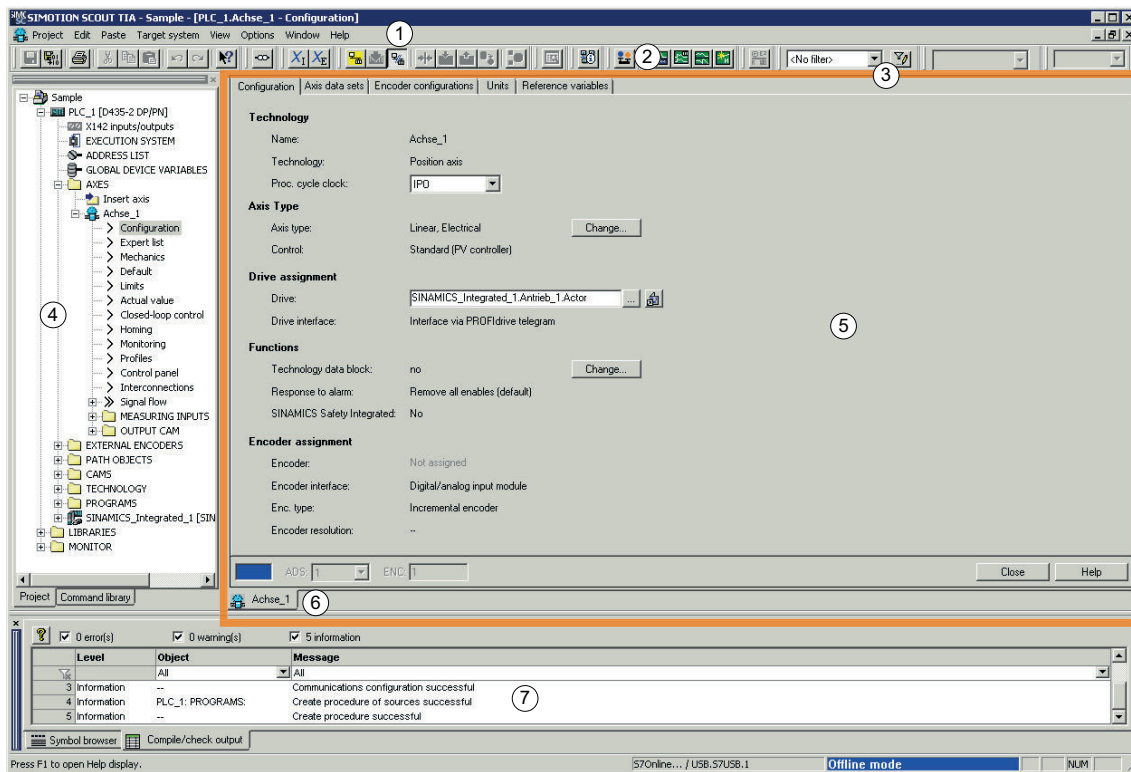 SIMOTION SCOUT TIA - Sample - [PLC_1.Achse_1 - Configuration]
Project Edit Paste Target system View Options Window Help
1
2
<No filter>
3
Sample
PLC_1 [D435-2 DP/PN]
X142 inputs/outputs
EXECUTION SYSTEM
ADDRESS LIST
GLOBAL DEVICE VARIABLES
AXES
Insert axis
Achse_1
Configuration
Expert list
Mechanics
Default
Limits
Actual value
Closed-loop control
Homing
Monitoring
Profiles
Control panel
Interconnections
Signal flow
MEASURING INPUTS
OUTPUT CAM
EXTERNAL ENCODERS
PATH OBJECTS
CAMS
TECHNOLOGY
PROGRAMS
SINAMICS_Integrated_1 [SIN
LIBRARIES
MONITOR
4
Project Command library
Configuration Axis data sets Encoder configurations Units Reference variables
Technology
Name: Achse_1
Technology: Position axis
Proc. cycle clock: IPO
Axis Type
Axis type: Linear, Electrical Change...
Control: Standard (PV controller)
Drive assignment
Drive: SINAMICS_Integrated_1.Antrieb_1.Actor ...
Drive interface: Interface via PROFIdrive telegram
5
Functions
Technology data block: no Change...
Response to alarm: Remove all enables (default)
SINAMICS Safety Integrated: No
Encoder assignment
Encoder: Not assigned
Encoder interface: Digital/analog input module
Enc. type: Incremental encoder
Encoder resolution: --
ADS: 1 ENC: 1 Close Help
Achse_1
6
0 error(s) 0 warning(s) 5 information
Level Object Message
All All
3 Information -- Communications configuration successful
4 Information PLC_1: PROGRAMS: Create procedure of sources successful
5 Information -- Create procedure successful
7
Symbol browser Compile/check output
Press F1 to open Help display. S7Online... / USB.S7USB.1 Offline mode NUM